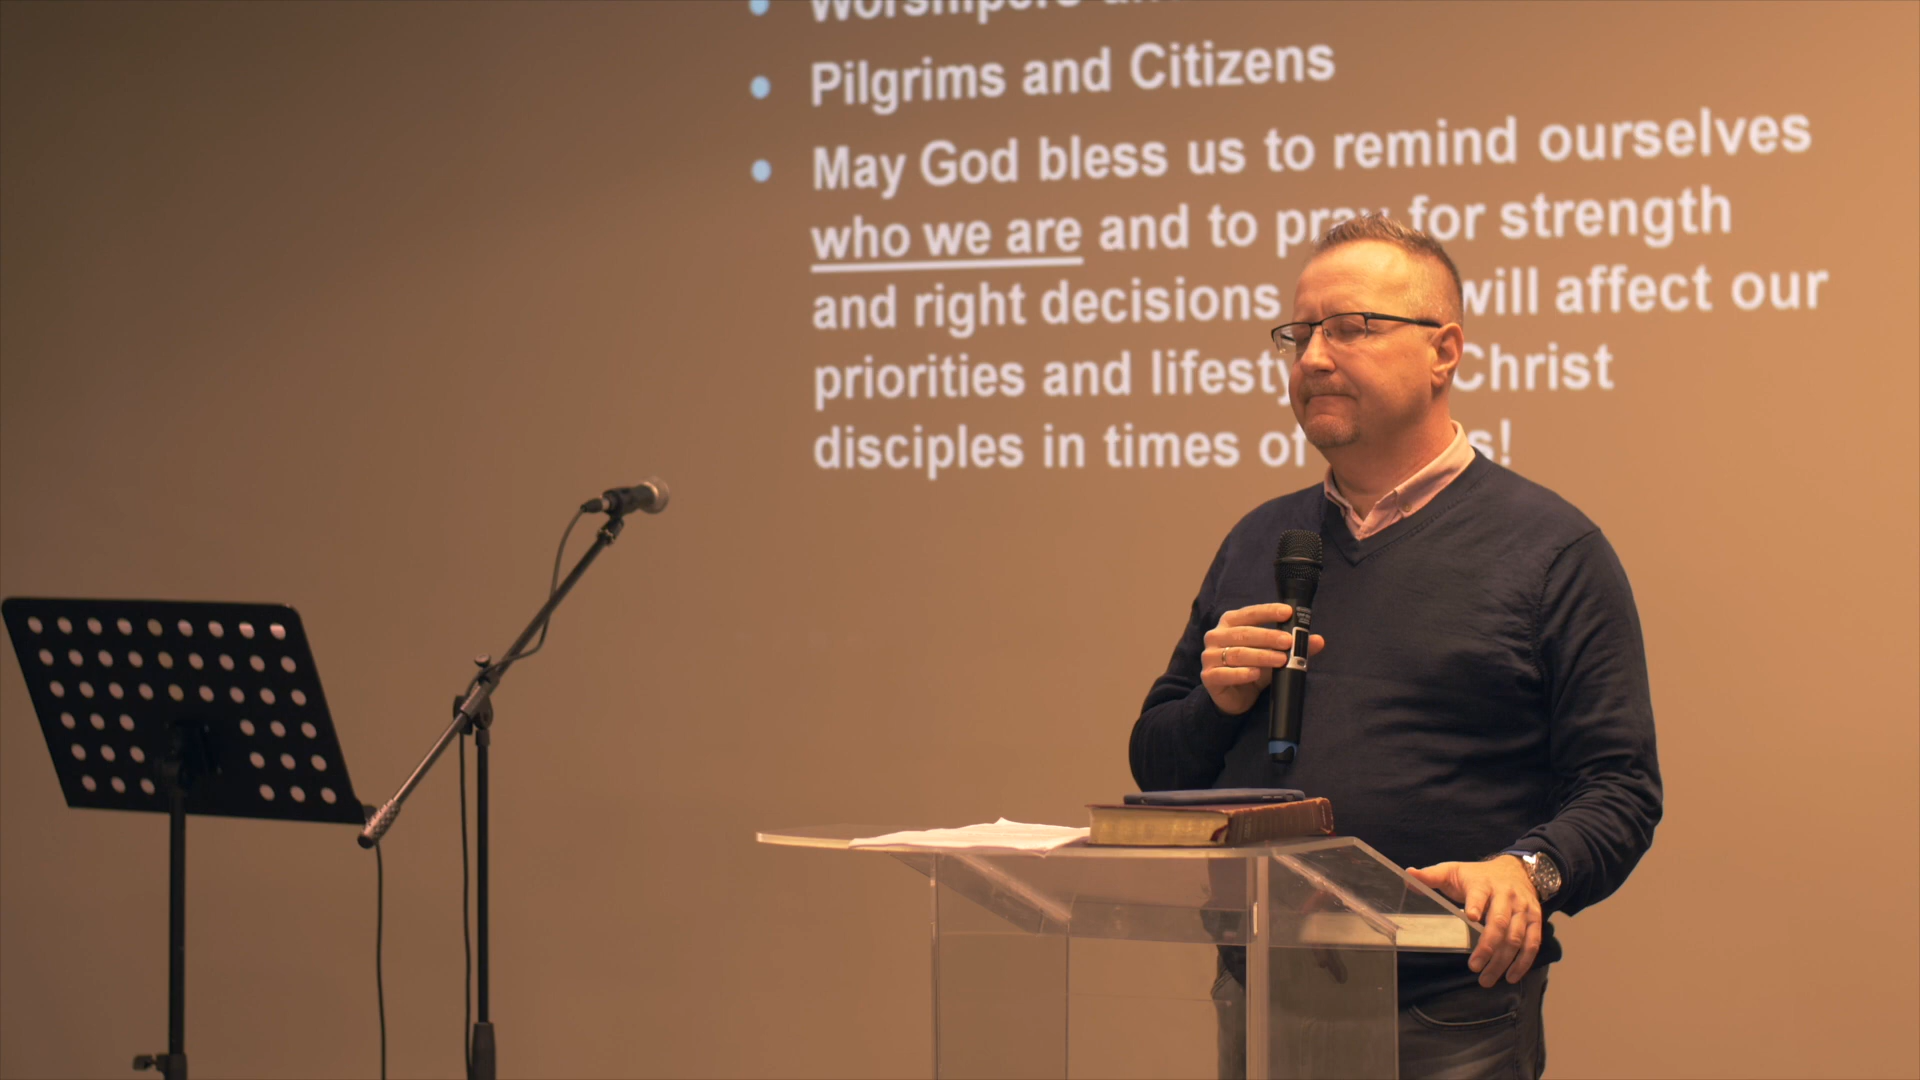 Worshipers
Pilgrims and Citizens
May God bless us to remind ourselves
who we are and to pray for strength
and right decisions will affect our
priorities and Christ
disciples in times of